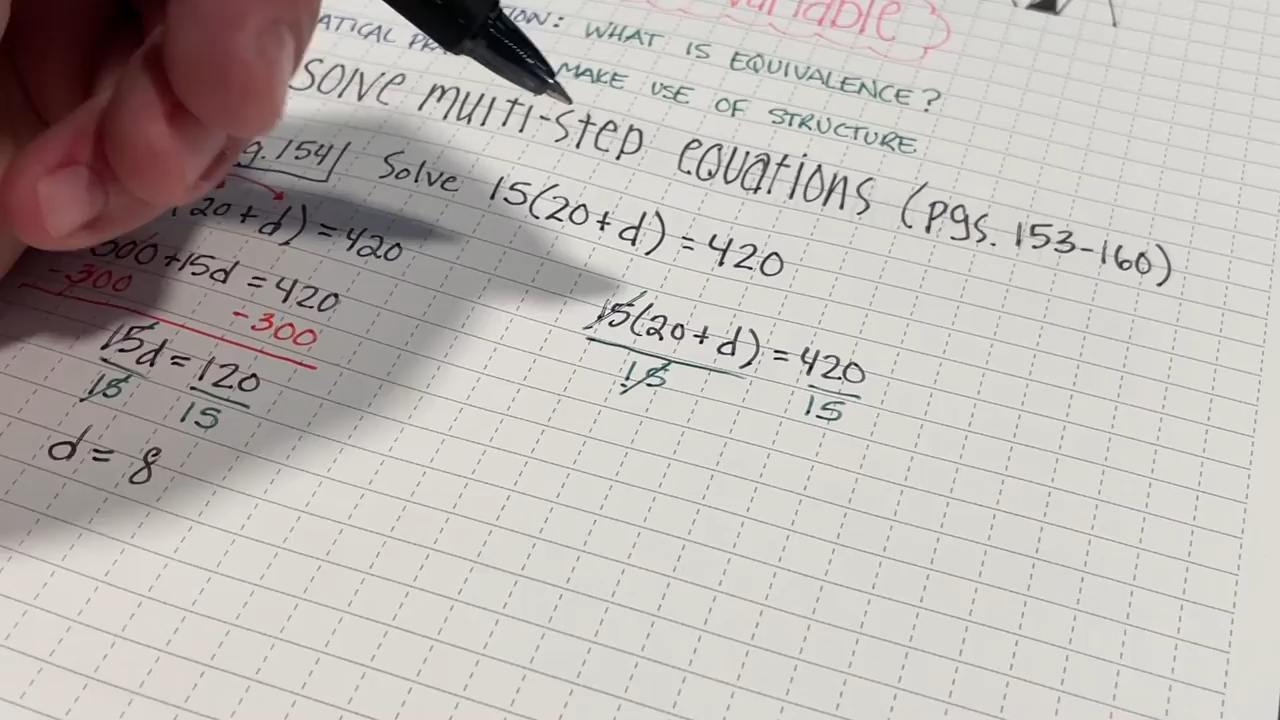 variable
WHAT IS EQUIVALENCE?
MAKE USE OF STRUCTURE
SOLVE multi-step equations (pgs. 153-160)
g. 154 Solve 15(20+d) = 420
(20+d) = 420
300+15d = 420
-300 -300
15d = 120
15 15
d = 8
15(20+d) = 420
15 15